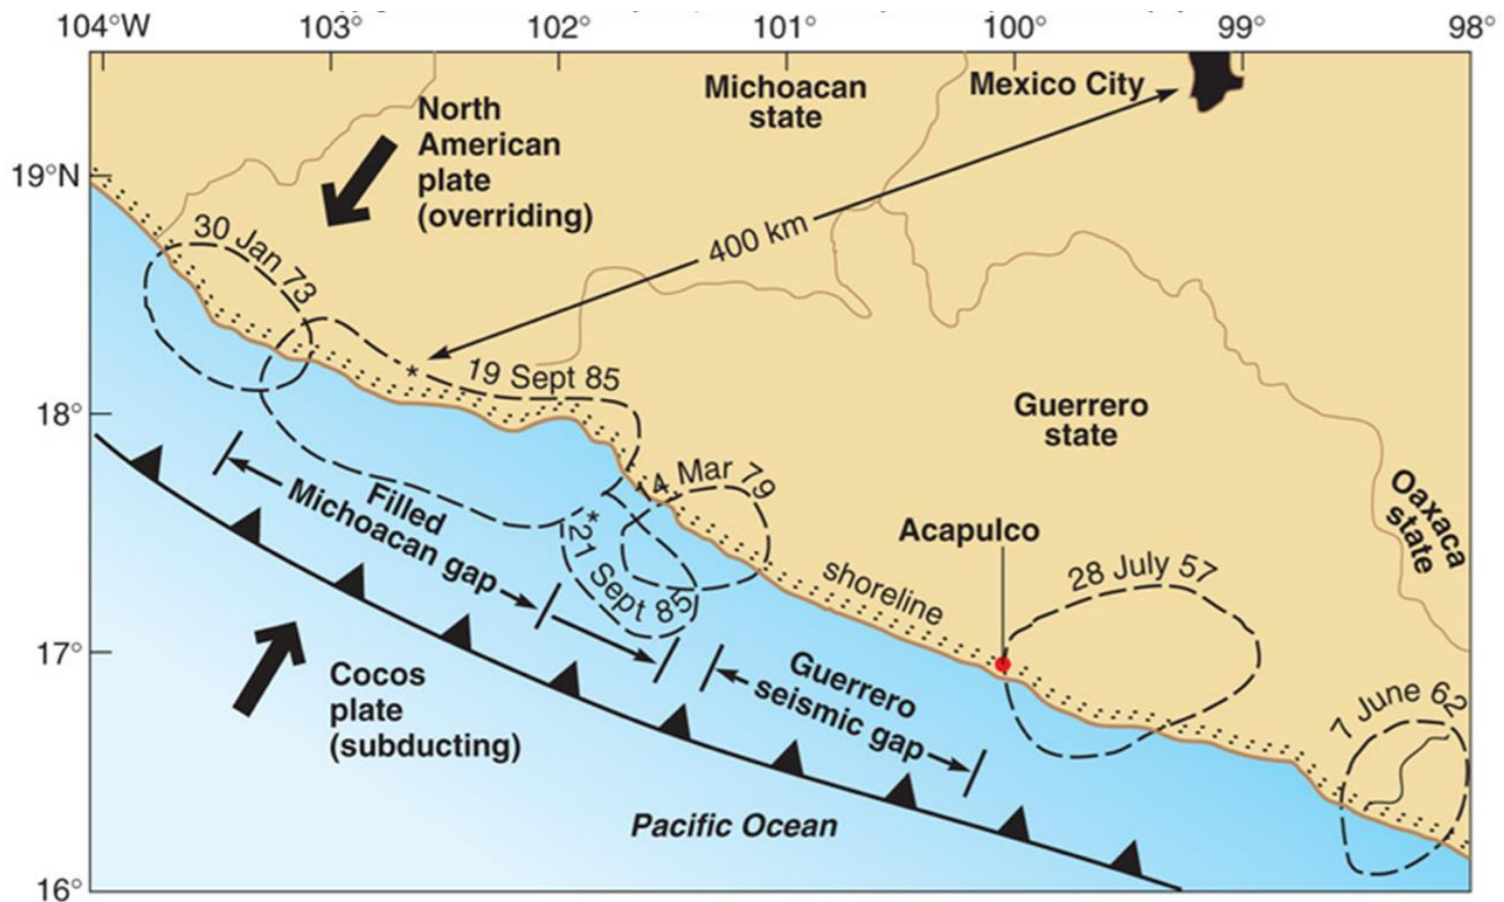 104°W 103° 102° 101° 100° 99° 98°
19°N
18°
17°
16°
North
American
plate
(overriding)
Michoacan
state
Mexico City
400 km
30 Jan 73
19 Sept 85
14 Mar 79
21 Sept 85
Guerrero
state
Oaxaca
state
Acapulco
28 July 57
shoreline
7 June 62
Filled
Michoacan gap
Guerrero
seismic gap
Cocos
plate
(subducting)
Pacific Ocean